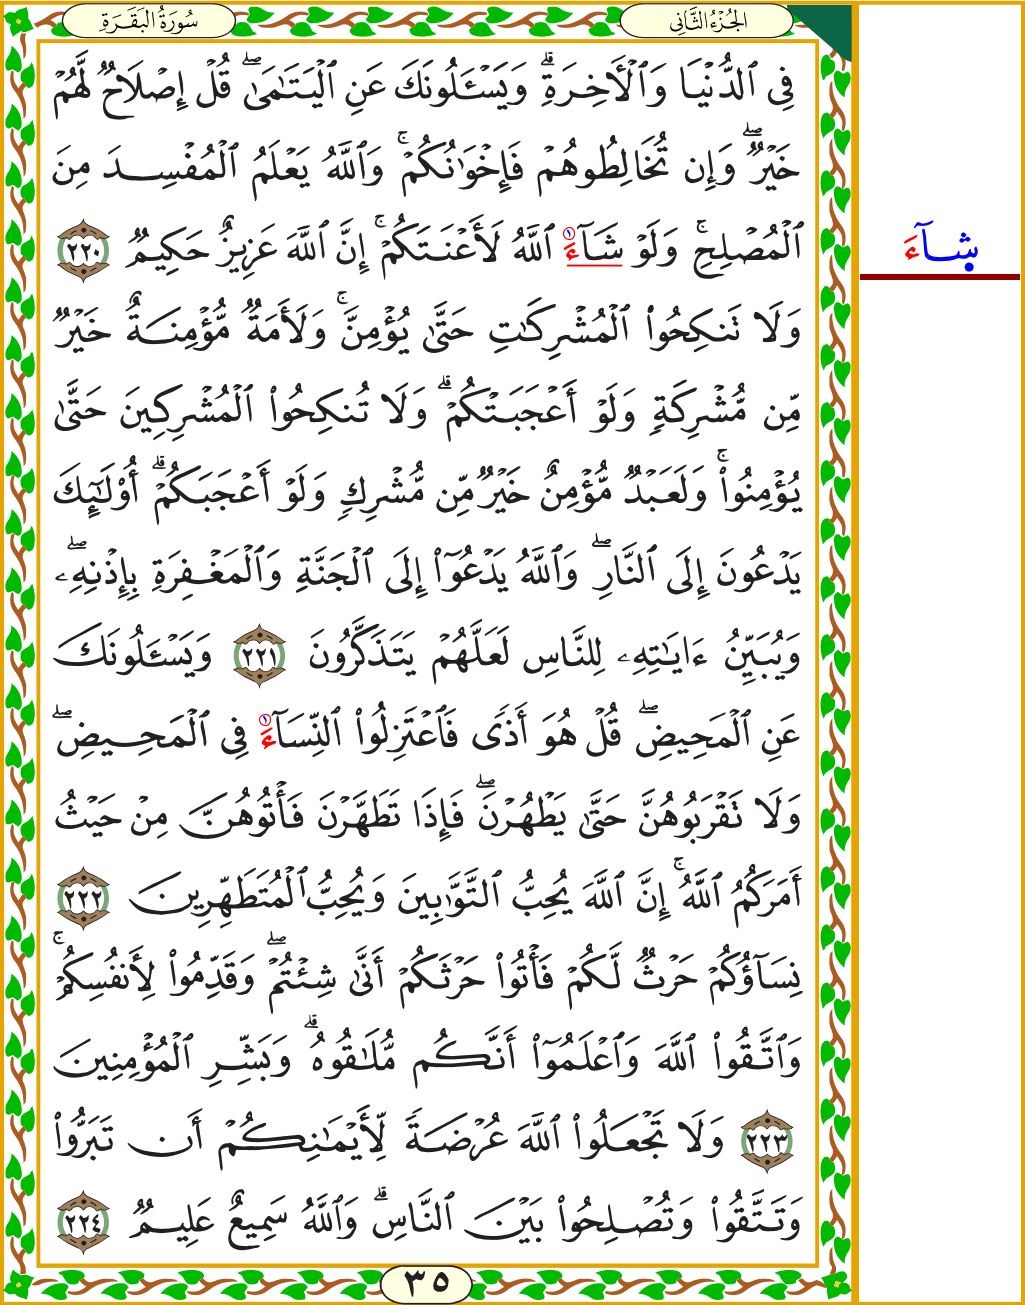 الجُزْءُ الثَّانِي
سُورَةُ البَقَرَةِ
فِي ٱلدُّنْيَا وَٱلْأَخِرَةِۗ وَيَسْـَٔلُونَكَ عَنِ ٱلْيَتَٰمَىٰۖ قُلْ إِصْلَاحٌ لَّهُمْ
خَيْرٌۖ وَإِن تُخَالِطُوهُمْ فَإِخْوَٰنُكُمْۚ وَٱللَّهُ يَعْلَمُ ٱلْمُفْسِدَ مِنَ
ٱلْمُصْلِحِۚ وَلَوْ شَآءَ ١ ٱللَّهُ لَأَعْنَتَكُمْۚ إِنَّ ٱللَّهَ عَزِيزٌ حَكِيمٌ ٢٢٠
شآءَ
وَلَا تَنكِحُوا۟ ٱلْمُشْرِكَٰتِ حَتَّىٰ يُؤْمِنَّۚ وَلَأَمَةٌ مُّؤْمِنَةٌ خَيْرٌ
مِّن مُّشْرِكَةٍ وَلَوْ أَعْجَبَتْكُمْۗ وَلَا تُنكِحُوا۟ ٱلْمُشْرِكِينَ حَتَّىٰ
يُؤْمِنُوا۟ۚ وَلَعَبْدٌ مُّؤْمِنٌ خَيْرٌ مِّن مُّشْرِكٍ وَلَوْ أَعْجَبَكُمْۗ أُو۟لَٰٓئِكَ
يَدْعُونَ إِلَى ٱلنَّارِۖ وَٱللَّهُ يَدْعُوٓا۟ إِلَى ٱلْجَنَّةِ وَٱلْمَغْفِرَةِ بِإِذْنِهِۦۖ
وَيُبَيِّنُ ءَايَٰتِهِۦ لِلنَّاسِ لَعَلَّهُمْ يَتَذَكَّرُونَ ٢٢١ وَيَسْـَٔلُونَكَ
عَنِ ٱلْمَحِيضِۖ قُلْ هُوَ أَذًى فَٱعْتَزِلُوا۟ ٱلنِّسَآءَ ١ فِي ٱلْمَحِيضِۖ
وَلَا تَقْرَبُوهُنَّ حَتَّىٰ يَطْهُرْنَۖ فَإِذَا تَطَهَّرْنَ فَأْتُوهُنَّ مِنْ حَيْثُ
أَمَرَكُمُ ٱللَّهُۚ إِنَّ ٱللَّهَ يُحِبُّ ٱلتَّوَّٰبِينَ وَيُحِبُّ ٱلْمُتَطَهِّرِينَ ٢٢٢
نِسَآؤُكُمْ حَرْثٌ لَّكُمْ فَأْتُوا۟ حَرْثَكُمْ أَنَّىٰ شِئْتُمْۖ وَقَدِّمُوا۟ لِأَنفُسِكُمْۚ
وَٱتَّقُوا۟ ٱللَّهَ وَٱعْلَمُوٓا۟ أَنَّكُم مُّلَٰقُوهُۗ وَبَشِّرِ ٱلْمُؤْمِنِينَ
٢٢٣ وَلَا تَجْعَلُوا۟ ٱللَّهَ عُرْضَةً لِّأَيْمَٰنِكُمْ أَن تَبَرُّوا۟
وَتَتَّقُوا۟ وَتُصْلِحُوا۟ بَيْنَ ٱلنَّاسِۗ وَٱللَّهُ سَمِيعٌ عَلِيمٌ ٢٢٤
٣٥